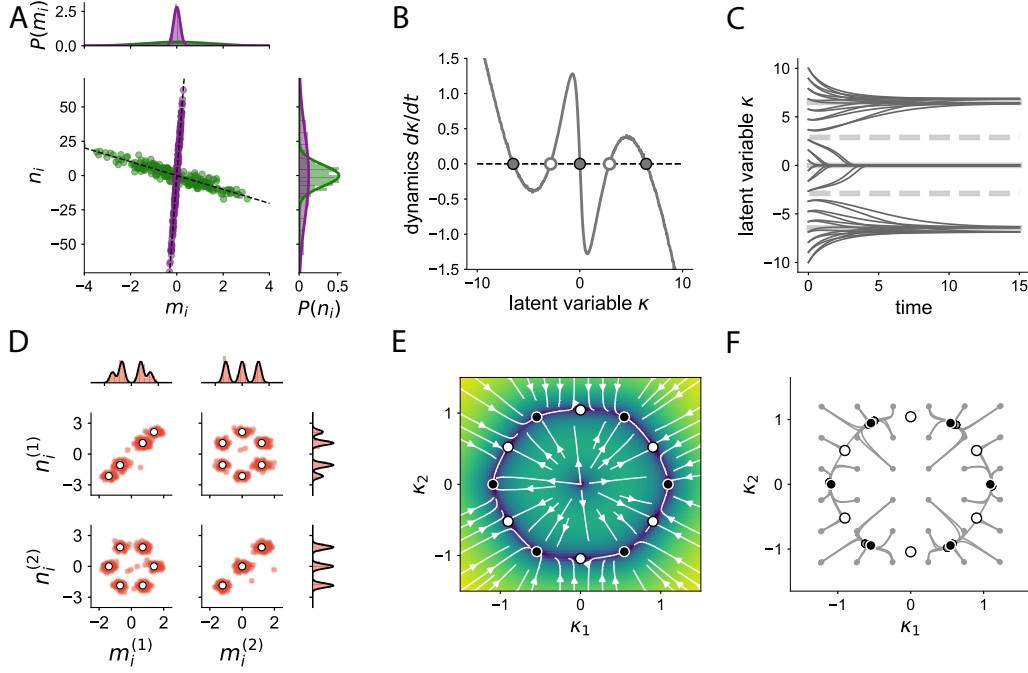 A
P(m_i)
2.5
0.0
n_i
50
25
0
−25
−50
−4 −2 0 2 4
m_i
0.0 0.5
P(n_i)
B
dynamics dκ/dt
1.5
1.0
0.5
0.0
−0.5
−1.0
−1.5
−10 0 10
latent variable κ
C
latent variable κ
10
5
0
−5
−10
0 5 10 15
time
D
n_i^(1)
3
0
−3
n_i^(2)
3
0
−3
−2 0 2
m_i^(1)
−2 0 2
m_i^(2)
E
κ_2
1
0
−1
−1 0 1
κ_1
F
κ_2
1
0
−1
−1 0 1
κ_1